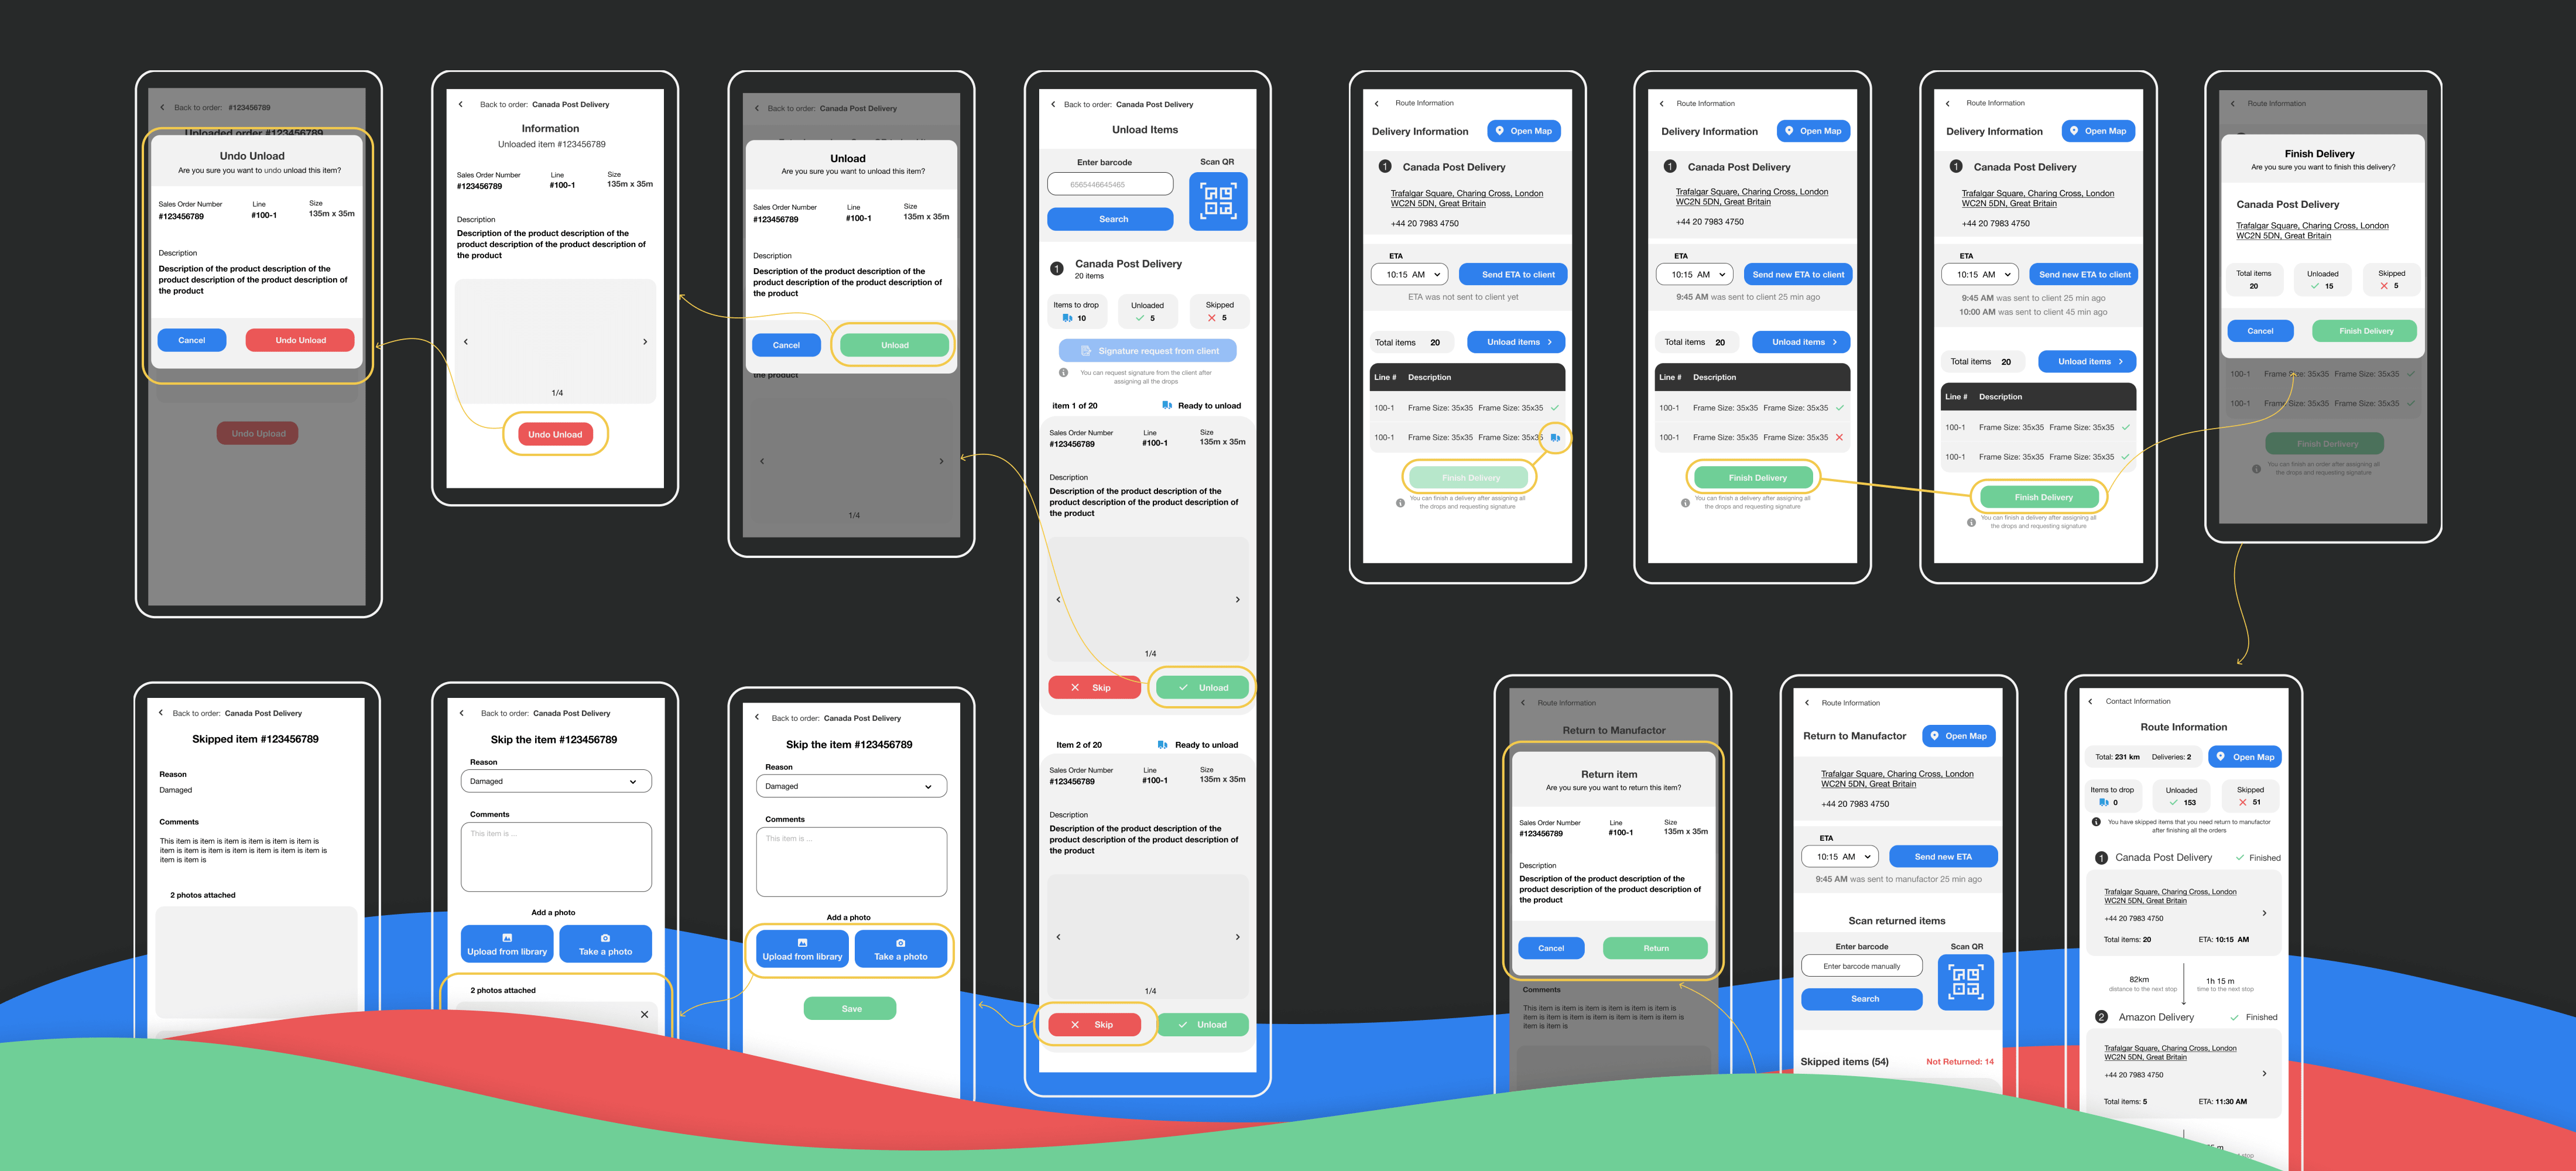 Back to order: #123456789
Uploaded order #123456789
Undo Unload
Are you sure you want to undo unload this item?
Sales Order Number
Line
Size
#123456789
#100-1
135m x 35m
Description
Description of the product description of the
product description of the product description of
the product
Cancel
Undo Unload
Undo Upload
Back to order: Canada Post Delivery
Information
Unloaded item #123456789
Sales Order Number
Line
Size
#123456789
#100-1
135m x 35m
Description
Description of the product description of the
product description of the product description of
the product
1/4
Undo Unload
Back to order: Canada Post Delivery
Unload
Are you sure you want to unload this item?
Sales Order Number
Line
Size
#123456789
#100-1
135m x 35m
Description
Description of the product description of the
product description of the product description of
the product
Cancel
Unload
the product
1/4
Back to order: Canada Post Delivery
Unload Items
Enter barcode
Scan QR
6565446645465
Search
1
Canada Post Delivery
20 items
Items to drop
10
Unloaded
5
Skipped
5
Signature request from client
You can request signature from the client after
assigning all the drops
item 1 of 20
Ready to unload
Sales Order Number
Line
Size
#123456789
#100-1
135m x 35m
Description
Description of the product description of the
product description of the product description of
the product
1/4
Skip
Unload
Item 2 of 20
Ready to unload
Sales Order Number
Line
Size
#123456789
#100-1
135m x 35m
Description
Description of the product description of the
product description of the product description of
the product
1/4
Skip
Unload
Route Information
Delivery Information
Open Map
1
Canada Post Delivery
Trafalgar Square, Charing Cross, London
WC2N 5DN, Great Britain
+44 20 7983 4750
ETA
10:15 AM
Send ETA to client
ETA was not sent to client yet
Total items 20
Unload items
Line # Description
100-1 Frame Size: 35x35 Frame Size: 35x35
100-1 Frame Size: 35x35 Frame Size: 35x35
Finish Delivery
You can finish a delivery after assigning all
the drops and requesting signature
Route Information
Delivery Information
Open Map
1
Canada Post Delivery
Trafalgar Square, Charing Cross, London
WC2N 5DN, Great Britain
+44 20 7983 4750
ETA
10:15 AM
Send new ETA to client
9:45 AM was sent to client 25 min ago
Total items 20
Unload items
Line # Description
100-1 Frame Size: 35x35 Frame Size: 35x35
100-1 Frame Size: 35x35 Frame Size: 35x35
Finish Delivery
You can finish a delivery after assigning all
the drops and requesting signature
Route Information
Delivery Information
Open Map
1
Canada Post Delivery
Trafalgar Square, Charing Cross, London
WC2N 5DN, Great Britain
+44 20 7983 4750
ETA
10:15 AM
Send new ETA to client
9:45 AM was sent to client 25 min ago
10:00 AM was sent to client 45 min ago
Total items 20
Unload items
Line # Description
100-1 Frame Size: 35x35 Frame Size: 35x35
100-1 Frame Size: 35x35 Frame Size: 35x35
Finish Delivery
You can finish a delivery after assigning all
the drops and requesting signature
Route Information
Finish Delivery
Are you sure you want to finish this delivery?
Canada Post Delivery
Trafalgar Square, Charing Cross, London
WC2N 5DN, Great Britain
Total items
20
Unloaded
15
Skipped
5
Cancel
Finish Delivery
100-1 Frame Size: 35x35 Frame Size: 35x35
100-1 Frame Size: 35x35 Frame Size: 35x35
You can finish an order after assigning all
the drops and requesting signature
Back to order: Canada Post Delivery
Skipped item #123456789
Reason
Damaged
Comments
This item is item is item is item is item is item is
item is item is item is item is item is item is item is
item is item is
2 photos attached
Back to order: Canada Post Delivery
Skip the item #123456789
Reason
Damaged
Comments
This item is ...
Add a photo
Upload from library
Take a photo
2 photos attached
Back to order: Canada Post Delivery
Skip the item #123456789
Reason
Damaged
Comments
This item is ...
Add a photo
Upload from library
Take a photo
Save
Route Information
Return to Manufactor
Return item
Are you sure you want to return this item?
Sales Order Number
Line
Size
#123456789
#100-1
135m x 35m
Description
Description of the product description of the
product description of the product description of
the product
Cancel
Return
Comments
This item is item is item is item is item is item is
item is item is item is item is item is item is item is
item is item is
Route Information
Return to Manufactor
Open Map
Trafalgar Square, Charing Cross, London
WC2N 5DN, Great Britain
+44 20 7983 4750
ETA
10:15 AM
Send new ETA
9:45 AM was sent to manufactor 25 min ago
Scan returned items
Enter barcode
Scan QR
Enter barcode manually
Search
Skipped items (54)
Not Returned: 14
Contact Information
Route Information
Total: 231 km Deliveries: 2
Open Map
Items to drop
0
Unloaded
153
Skipped
51
You have skipped items that you need return to manufactor
after finishing all the orders
1
Canada Post Delivery
Finished
Trafalgar Square, Charing Cross, London
WC2N 5DN, Great Britain
+44 20 7983 4750
Total items: 20
ETA: 10:15 AM
82km
distance to the next stop
1h 15 m
time to the next stop
2
Amazon Delivery
Finished
Trafalgar Square, Charing Cross, London
WC2N 5DN, Great Britain
+44 20 7983 4750
Total items: 5
ETA: 11:30 AM